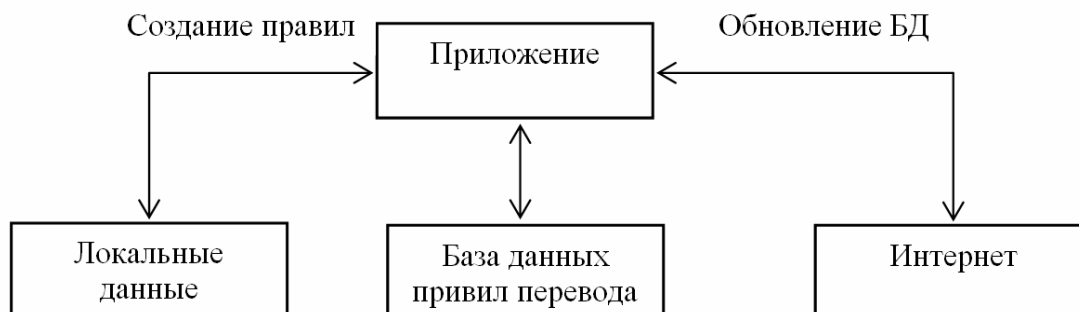 Создание правил
Обновление БД
Приложение
Локальные
данные
База данных
привил перевода
Интернет